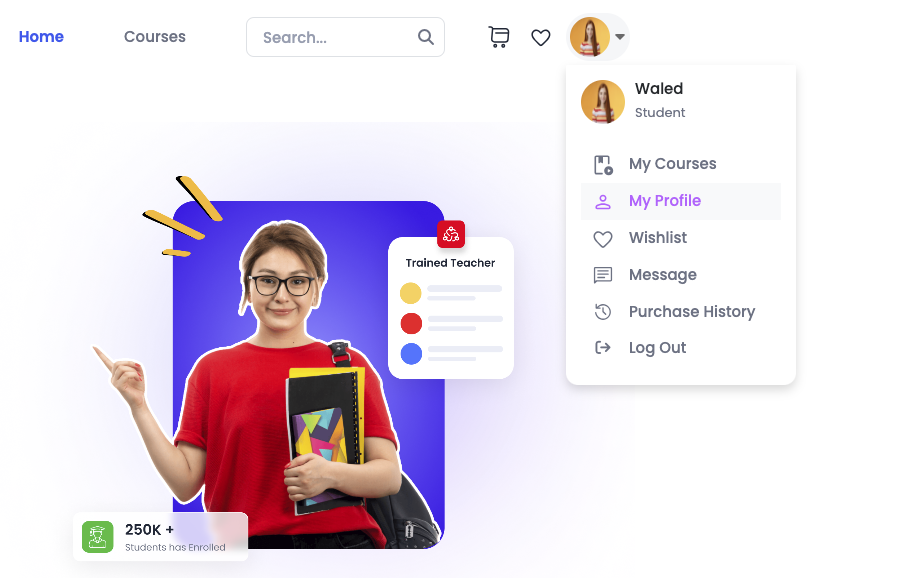 Home
Courses
Search...
Waled
Student
My Courses
My Profile
Wishlist
Message
Purchase History
Log Out
Trained Teacher
250K +
Students has Enrolled